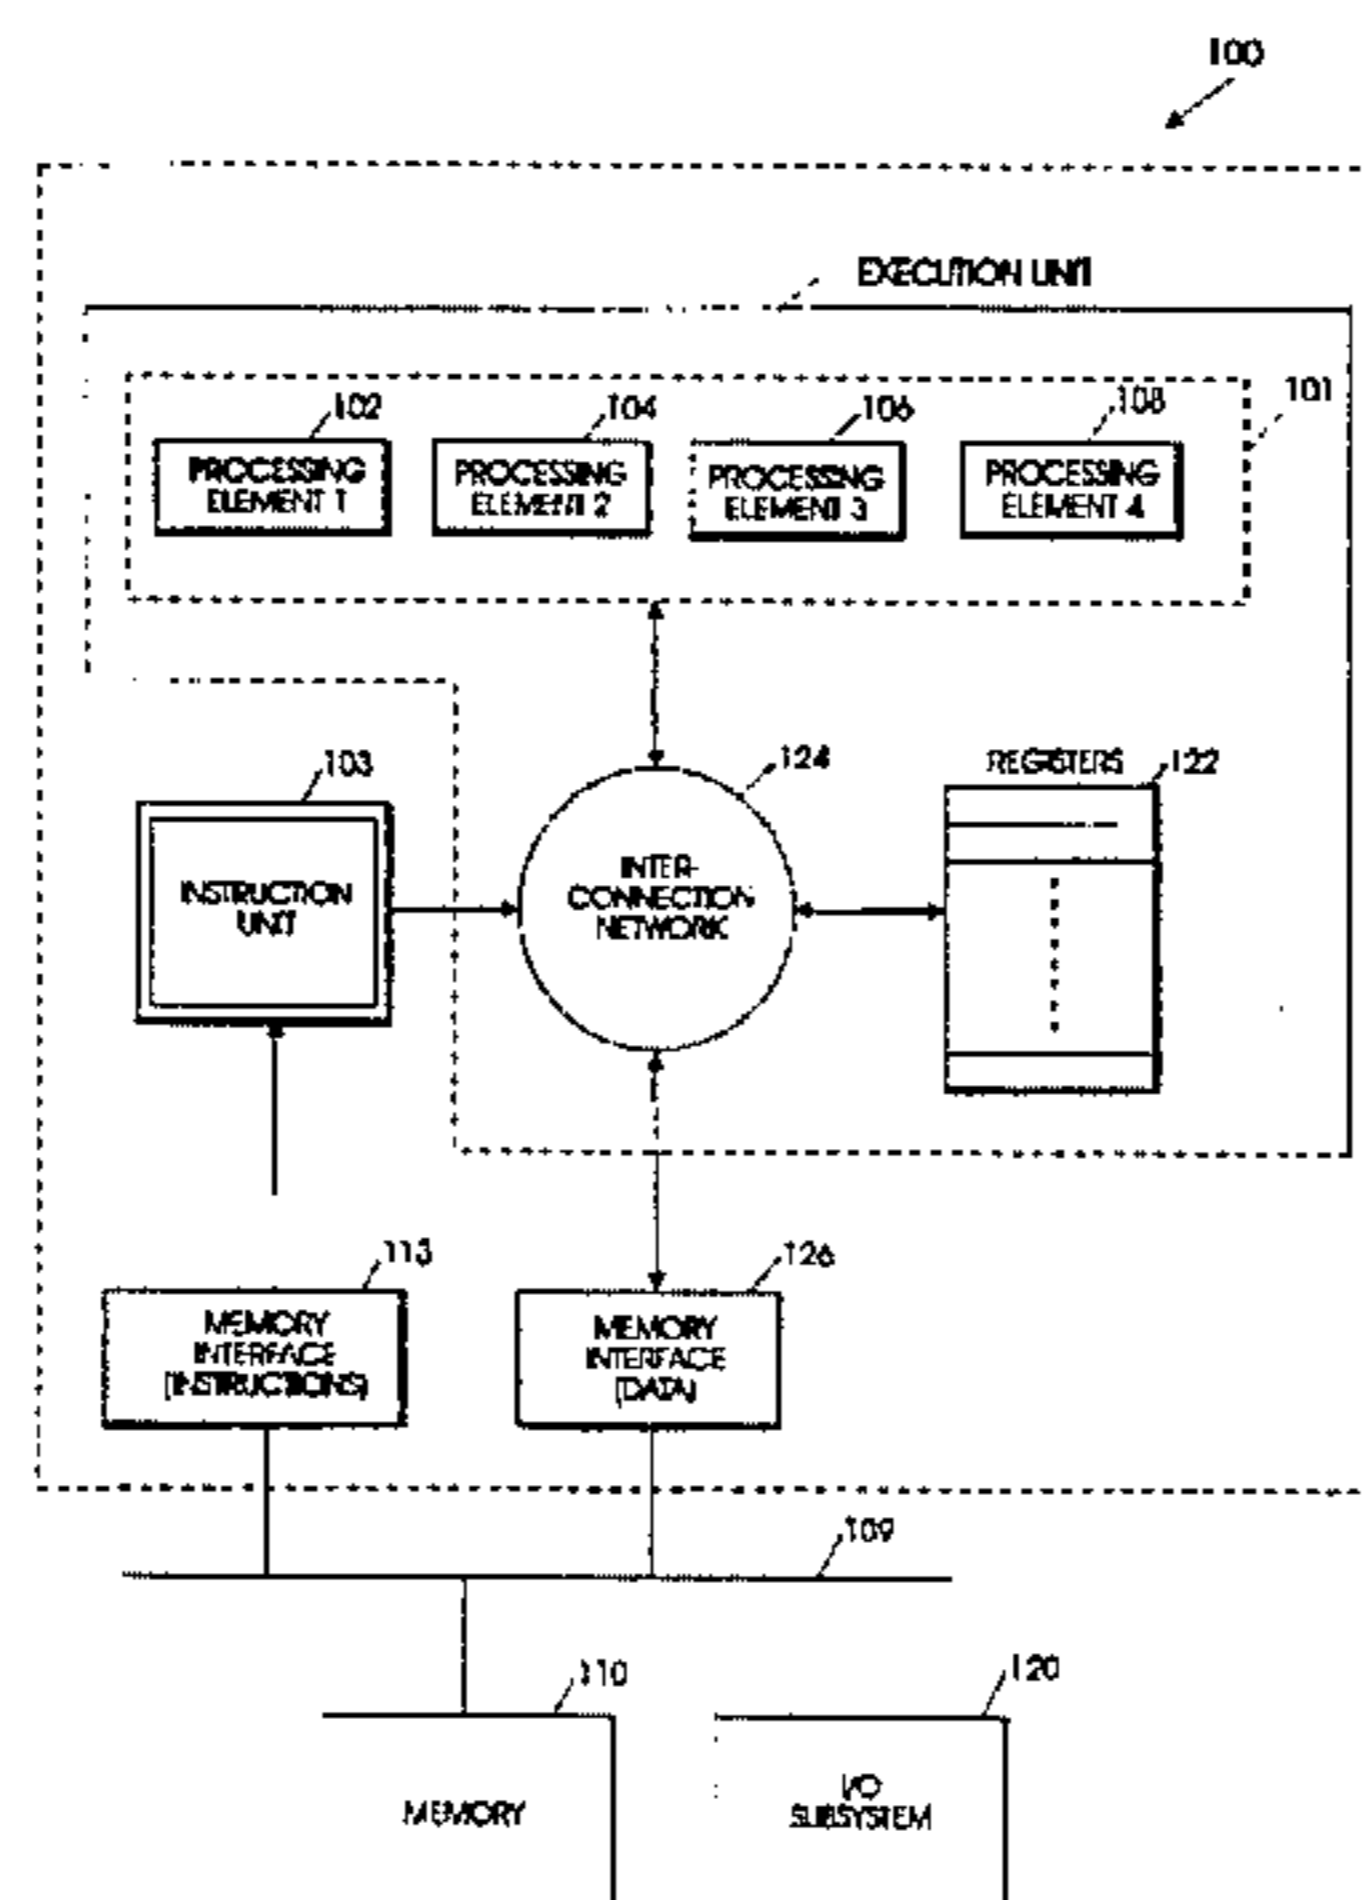 100
EXECUTION UNIT
101
102
104
106
108
PROCESSING
ELEMENT 1
PROCESSING
ELEMENT 2
PROCESSING
ELEMENT 3
PROCESSING
ELEMENT 4
103
124
REGISTERS
122
INSTRUCTION
UNIT
INTER-
CONNECTION
NETWORK
115
126
MEMORY
INTERFACE
(INSTRUCTIONS)
MEMORY
INTERFACE
(DATA)
109
110
120
MEMORY
I/O
SUBSYSTEM